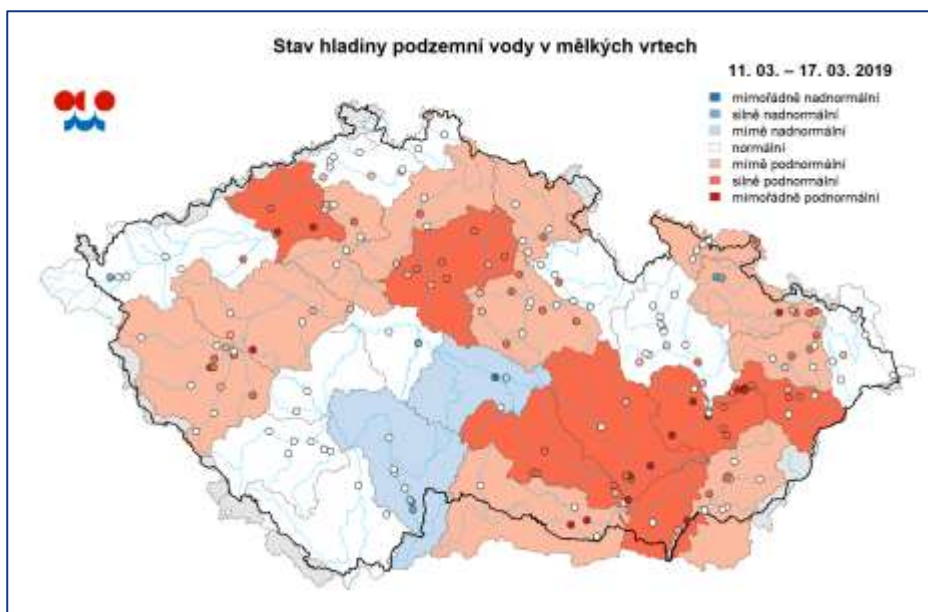 Stav hladiny podzemní vody v mělkých vrtech
11. 03. – 17. 03. 2019
mimořádně nadnormální
silně nadnormální
mírně nadnormální
normální
mírně podnormální
silně podnormální
mimořádně podnormální